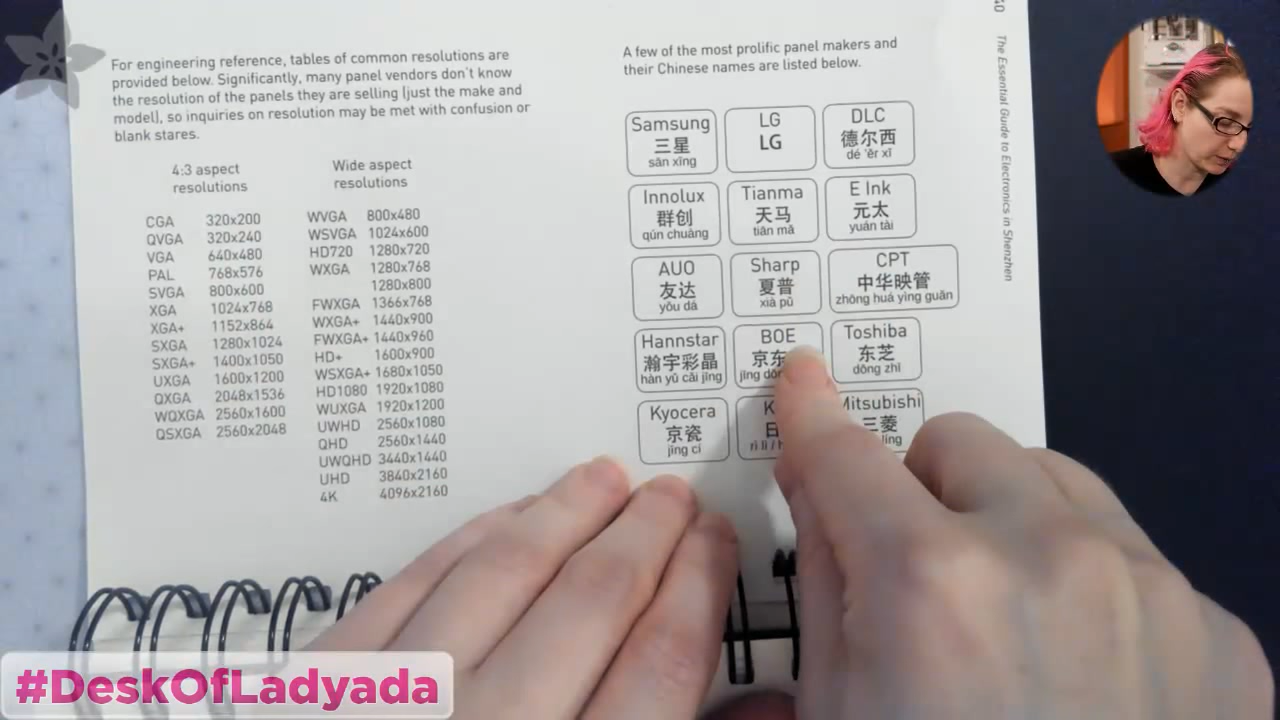 For engineering reference, tables of common resolutions are
provided below. Significantly, many panel vendors don't know
the resolution of the panels they are selling (just the make and
model), so inquiries on resolution may be met with confusion or
blank stares.
4:3 aspect
resolutions
CGA 320x200
QVGA 320x240
VGA 640x480
PAL 768x576
SVGA 800x600
XGA 1024x768
XGA+ 1152x864
SXGA 1280x1024
SXGA+ 1400x1050
UXGA 1600x1200
QXGA 2048x1536
WQXGA 2560x1600
QSXGA 2560x2048
Wide aspect
resolutions
WVGA 800x480
WSVGA 1024x600
HD720 1280x720
WXGA 1280x768
1280x800
FWXGA 1366x768
WXGA+ 1440x900
FWXGA+ 1440x960
HD+ 1600x900
WSXGA+ 1680x1050
HD1080 1920x1080
WUXGA 1920x1200
UWHD 2560x1080
QHD 2560x1440
UWQHD 3440x1440
UHD 3840x2160
4K 4096x2160
A few of the most prolific panel makers and
their Chinese names are listed below.
Samsung
三星
sān xīng
LG
LG
DLC
德尔西
dé 'ěr xī
Innolux
群创
qún chuàng
Tianma
天马
tiān mǎ
E Ink
元太
yuán tài
AUO
友达
yǒu dá
Sharp
夏普
xià pǔ
CPT
中华映管
zhōng huá yìng guǎn
Hannstar
瀚宇彩晶
hàn yǔ cǎi jīng
BOE
京东
jīng
Toshiba
东芝
dōng zhī
Kyocera
京瓷
jīng cí
日
rì lì /
Mitsubishi
三菱
líng
40
The Essential Guide to Electronics in Shenzhen
#DeskOfLadyada